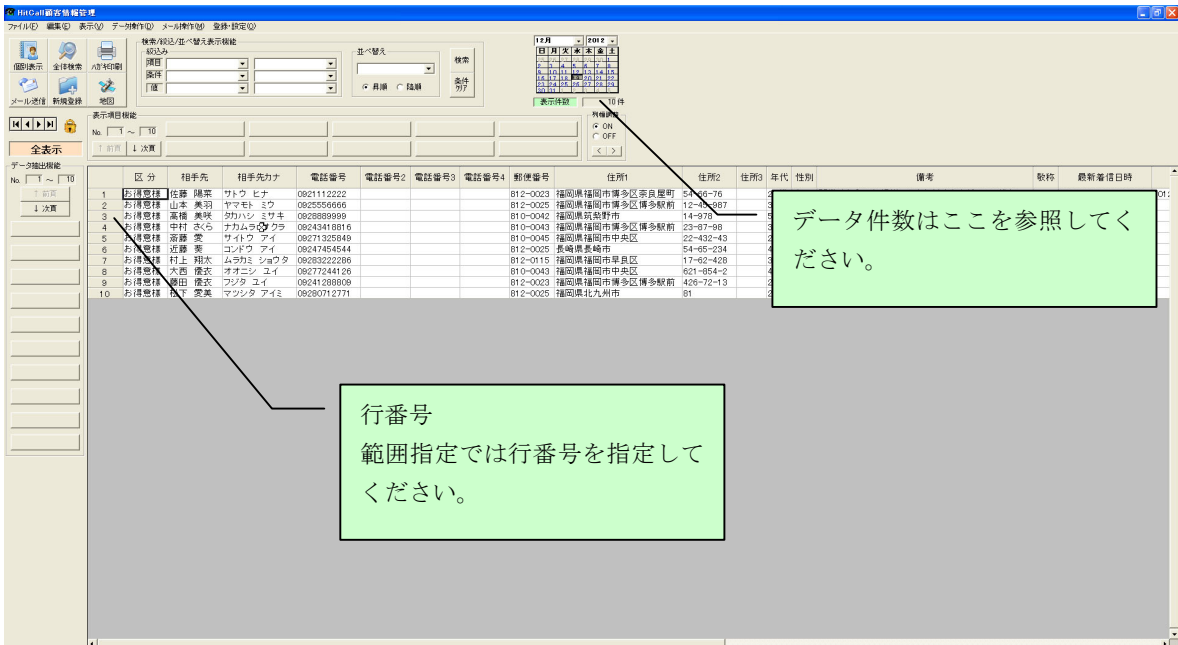 HitCall顧客情報管理
ファイル(F) 編集(E) 表示(V) データ操作(D) メール操作(M) 登録・設定(O)
検索/絞込/並べ替え表示機能
絞込み
項目
条件
値
並べ替え
昇順 降順
検索
条件クリア
個別表示 全体検索 ハガキ印刷
メール送信 新規登録 地図
12月 2012
日 月 火 水 木 金 土
表示件数 10 件
表示項目機能
No. 1 ～ 10
↑ 前頁 ↓ 次頁
列幅調整
ON
OFF
< >
全表示
データ抽出機能
No. 1 ～ 10
↑ 前頁
↓ 次頁
区 分 相手先 相手先カナ 電話番号 電話番号2 電話番号3 電話番号4 郵便番号 住所1 住所2 住所3 年代 性別 備考 敬称 最新着信日時
1 お得意様 佐藤 陽菜 サトウ ヒナ 0921112222 812-0023 福岡県福岡市博多区奈良屋町 54-66-76
2 お得意様 山本 美羽 ヤマモト ミウ 0925556666 812-0025 福岡県福岡市博多区博多駅前 12-45-987
3 お得意様 高橋 美咲 タカハシ ミサキ 0928889999 810-0042 福岡県筑紫野市 14-978
4 お得意様 中村 さくら ナカムラ クラ 09243418816 810-0043 福岡県福岡市博多区博多駅前 23-87-98
5 お得意様 斎藤 愛 サイトウ アイ 09271325849 810-0045 福岡県福岡市中央区 22-432-43
6 お得意様 近藤 葵 コンドウ アイ 09247454544 812-0025 長崎県長崎市 54-65-234
7 お得意様 村上 翔太 ムラカミ ショウタ 09283222286 812-0115 福岡県福岡市早良区 17-62-428
8 お得意様 大西 優衣 オオニシ ユイ 09277244126 810-0043 福岡県福岡市中央区 621-854-2
9 お得意様 藤田 優衣 フジタ ユイ 09241288809 812-0023 福岡県福岡市博多区博多駅前 426-72-13
10 お得意様 松下 愛美 マツシタ アイミ 09280712771 812-0025 福岡県北九州市 81
データ件数はここを参照してく
ださい。
行番号
範囲指定では行番号を指定して
ください。